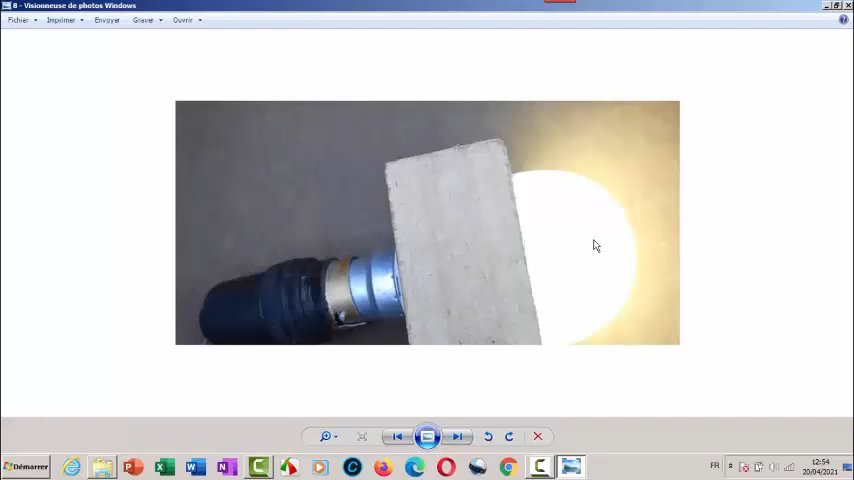 8 - Visionneuse de photos Windows
Fichier Imprimer Envoyer Graver Ouvrir
Démarrer
FR
12:54
20/04/2021